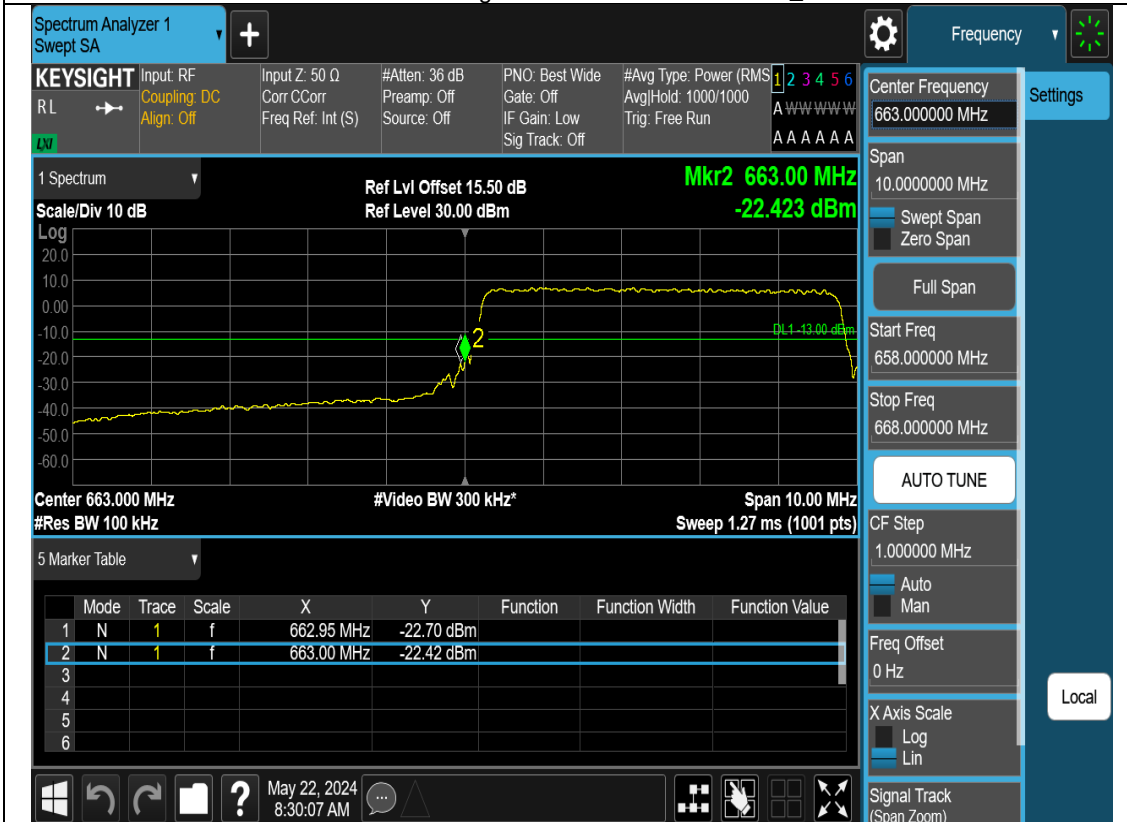 Spectrum Analyzer 1
Swept SA
+
Frequency
KEYSIGHT
RL
LXI
Input: RF
Coupling: DC
Align: Off
Input Z: 50 Ω
Corr CCorr
Freq Ref: Int (S)
#Atten: 36 dB
Preamp: Off
Source: Off
PNO: Best Wide
Gate: Off
IF Gain: Low
Sig Track: Off
#Avg Type: Power (RMS
Avg|Hold: 1000/1000
Trig: Free Run
1 2 3 4 5 6
A W W W W W
A A A A A A
1 Spectrum
Scale/Div 10 dB
Ref Lvl Offset 15.50 dB
Ref Level 30.00 dBm
Mkr2 663.00 MHz
-22.423 dBm
Log
20.0
10.0
0.00
-10.0
-20.0
-30.0
-40.0
-50.0
-60.0
2
DL1 -13.00 dBm
Center 663.000 MHz
#Video BW 300 kHz*
Span 10.00 MHz
#Res BW 100 kHz
Sweep 1.27 ms (1001 pts)
5 Marker Table
Mode Trace Scale X Y Function Function Width Function Value
1 N 1 f 662.95 MHz -22.70 dBm
2 N 1 f 663.00 MHz -22.42 dBm
3
4
5
6
?
May 22, 2024
8:30:07 AM
Center Frequency
663.000000 MHz
Settings
Span
10.0000000 MHz
Swept Span
Zero Span
Full Span
Start Freq
658.000000 MHz
Stop Freq
668.000000 MHz
AUTO TUNE
CF Step
1.000000 MHz
Auto
Man
Freq Offset
0 Hz
Local
X Axis Scale
Log
Lin
Signal Track
(Span Zoom)